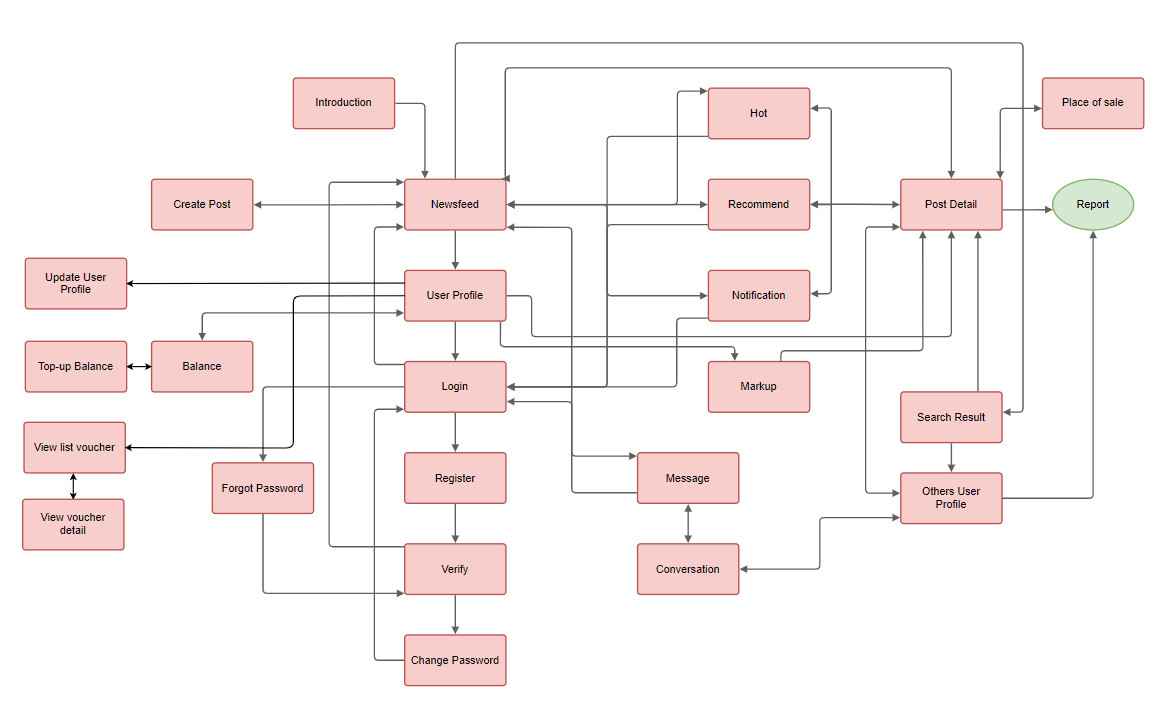 Introduction
Place of sale
Hot
Create Post
Newsfeed
Recommend
Post Detail
Report
Update User
Profile
User Profile
Notification
Top-up Balance
Balance
Login
Markup
Search Result
View list voucher
Forgot Password
Register
Message
Others User
Profile
View voucher
detail
Verify
Conversation
Change Password